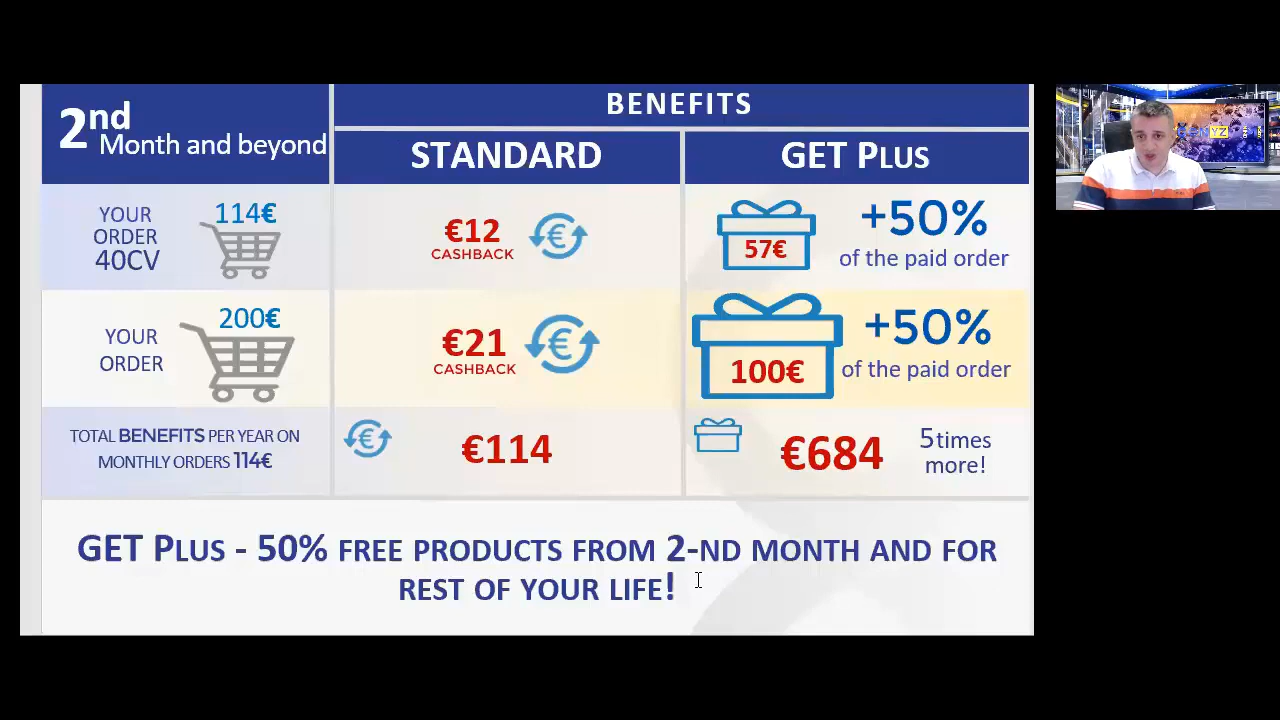 2nd
Month and beyond
BENEFITS
STANDARD
GET PLUS
YOUR
ORDER
40CV
114€
€12
CASHBACK
€
57€
+50%
of the paid order
YOUR
ORDER
200€
€21
CASHBACK
€
100€
+50%
of the paid order
TOTAL BENEFITS PER YEAR ON
MONTHLY ORDERS 114€
€
€114
€684
5 times
more!
GET PLUS - 50% FREE PRODUCTS FROM 2-ND MONTH AND FOR
REST OF YOUR LIFE!